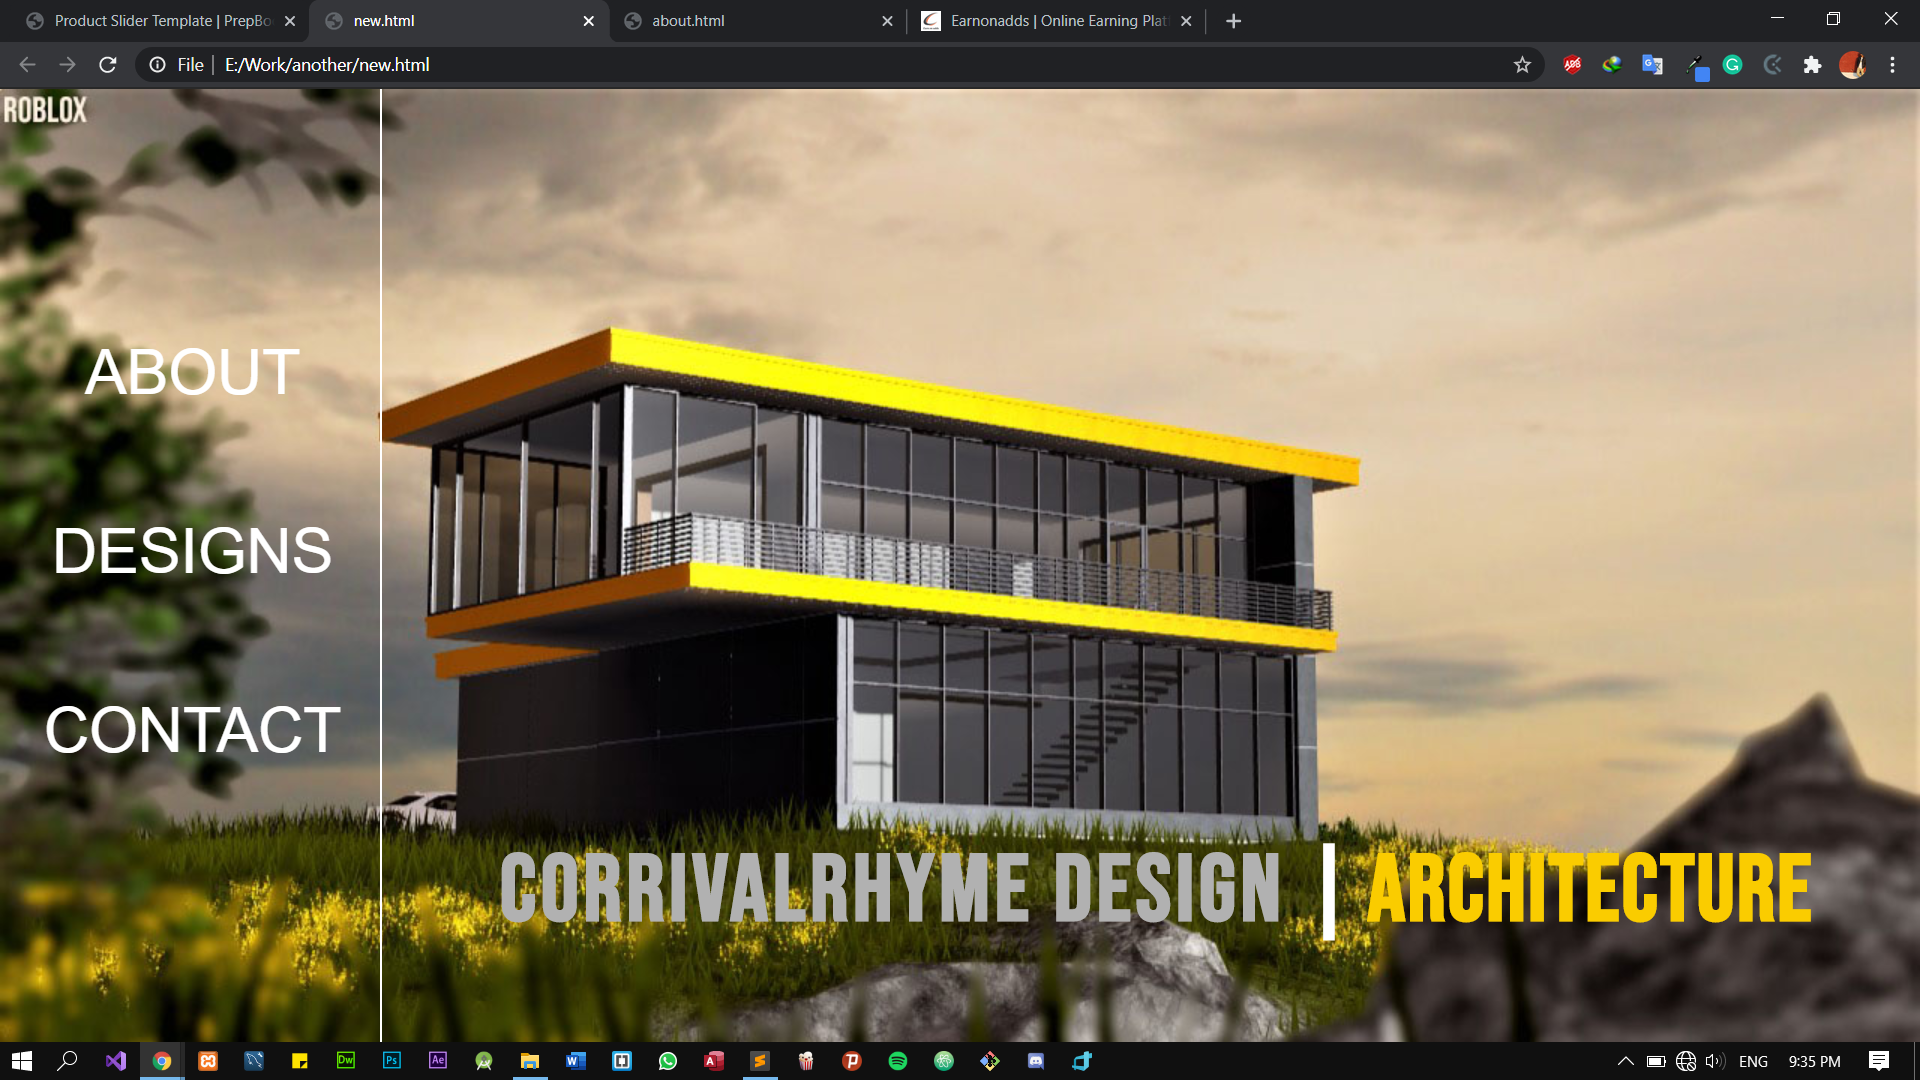 Product Slider Template | PrepBo
new.html
about.html
Earnonadds | Online Earning Plat
File
E:/Work/another/new.html
ROBLOX
ABOUT
DESIGNS
CONTACT
CORRIVALRHYME DESIGN | ARCHITECTURE
ENG
9:35 PM